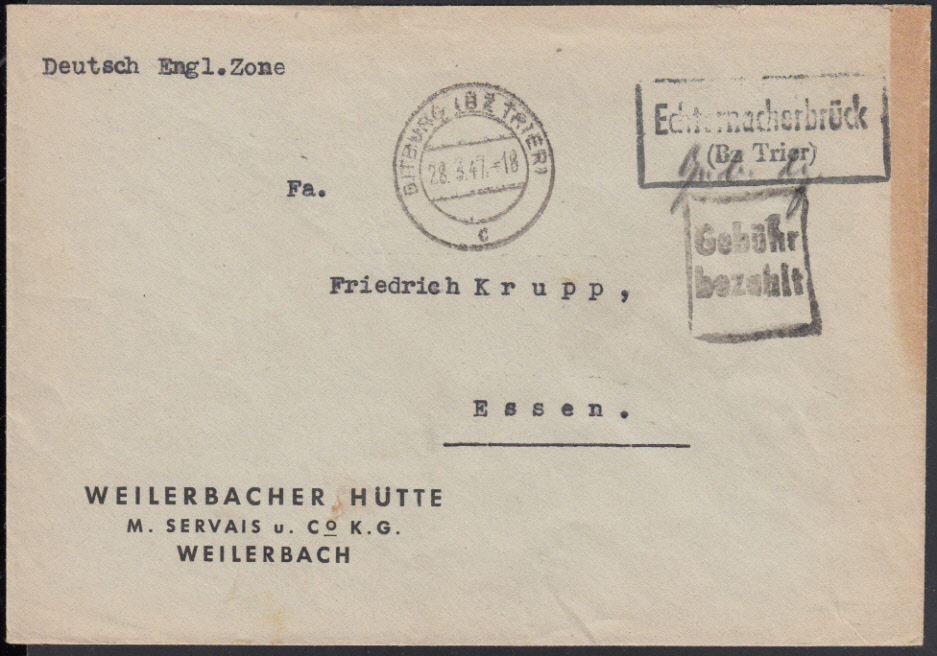 Deutsch Engl.Zone
BITBURG (BZ TRIER)
28.3.47.-18
c
Echternacherbrück
(Bz Trier)
Gebühr
bezahlt
Fa.
Friedrich Krupp,
Essen.
WEILERBACHER HÜTTE
M. SERVAIS u. Co K.G.
WEILERBACH